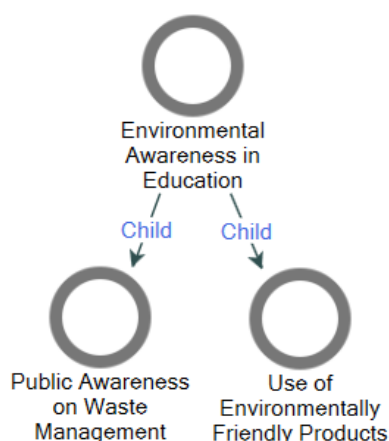 Environmental
Awareness in
Education
Child
Child
Public Awareness
on Waste
Management
Use of
Environmentally
Friendly Products